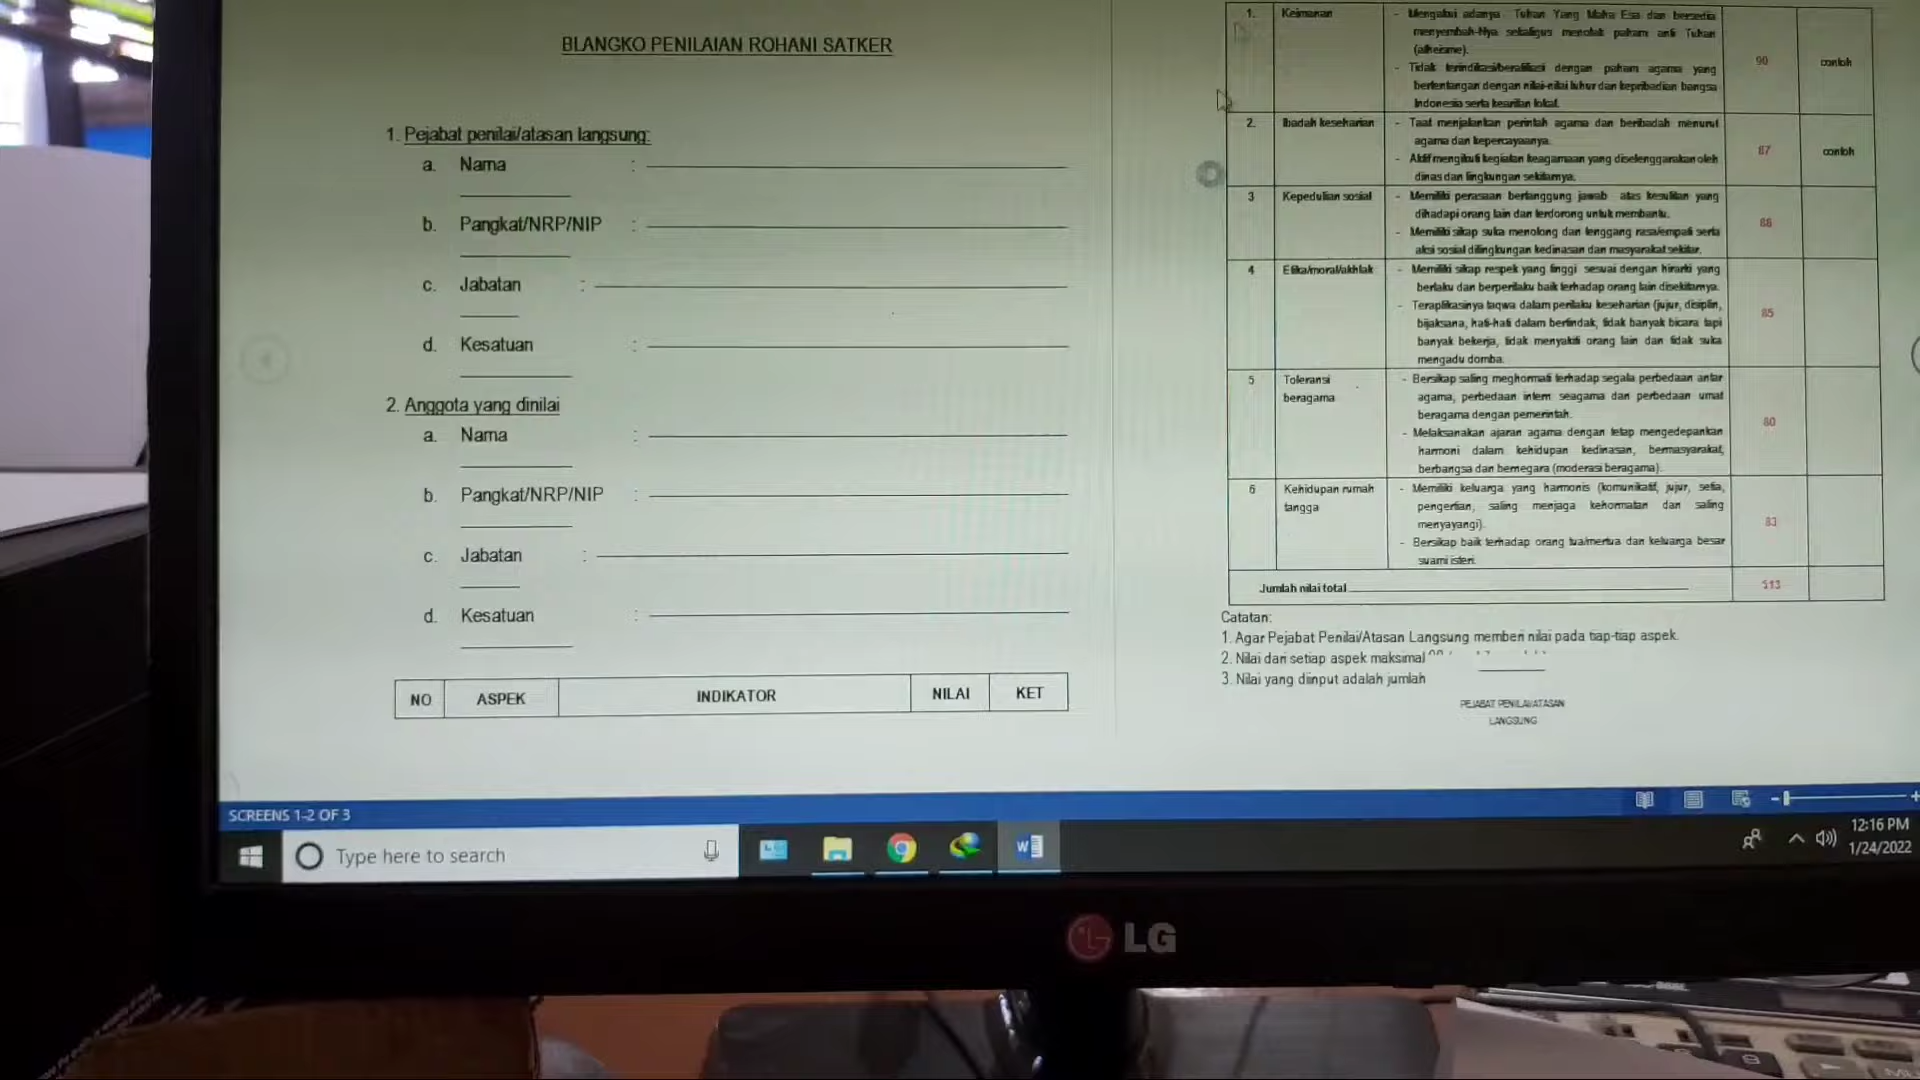 BLANGKO PENILAIAN ROHANI SATKER
1. Pejabat penilai/atasan langsung:
a. Nama :
b. Pangkat/NRP/NIP :
c. Jabatan :
d. Kesatuan :
2. Anggota yang dinilai
a. Nama :
b. Pangkat/NRP/NIP :
c. Jabatan :
d. Kesatuan :
NO ASPEK INDIKATOR NILAI KET
1. Keimanan - Mengakui adanya Tuhan Yang Maha Esa dan bersedia
menyembah-Nya sekaligus menolak paham anti Tuhan
(atheisme).
- Tidak terindikasi/berafiliasi dengan paham agama yang
bertentangan dengan nilai-nilai luhur dan kepribadian bangsa
Indonesia serta kearifan lokal.
90 contoh
2. Ibadah keseharian - Taat menjalankan perintah agama dan beribadah menurut
agama dan kepercayaanya.
- Aktif mengikuti kegiatan keagamaan yang diselenggarakan oleh
dinas dan lingkungan sekitarnya.
87 contoh
3 Kepedulian sosial - Memiliki perasaan bertanggung jawab atas kesulitan yang
dihadapi orang lain dan terdorong untuk membantu.
- Memiliki sikap suka menolong dan tenggang rasa/empati serta
aksi sosial dilingkungan kedinasan dan masyarakat sekitar.
88
4 Etika/moral/akhlak - Memiliki sikap respek yang tinggi sesuai dengan hirarki yang
berlaku dan berperilaku baik terhadap orang lain disekitarnya.
- Teraplikasinya taqwa dalam perilaku keseharian (jujur, disiplin,
bijaksana, hati-hati dalam bertindak, tidak banyak bicara tapi
banyak bekerja, tidak menyakiti orang lain dan tidak suka
mengadu domba.
85
5 Toleransi beragama - Bersikap saling meghormati terhadap segala perbedaan antar
agama, perbedaan intern seagama dan perbedaan umat
beragama dengan pemerintah.
- Melaksanakan ajaran agama dengan tetap mengedepankan
harmoni dalam kehidupan kedinasan, bermasyarakat,
berbangsa dan bernegara (moderasi beragama).
80
6 Kehidupan rumah tangga - Memiliki keluarga yang harmonis (komunikatif, jujur, setia,
pengertian, saling menjaga kehormatan dan saling
menyayangi).
- Bersikap baik terhadap orang tua/mertua dan keluarga besar
suami isteri.
83
Jumlah nilai total 513
Catatan:
1. Agar Pejabat Penilai/Atasan Langsung memberi nilai pada tiap-tiap aspek.
2. Nilai dari setiap aspek maksimal
3. Nilai yang diinput adalah jumlah
PEJABAT PENILAI/ATASAN
LANGSUNG
SCREENS 1-2 OF 3
Type here to search
12:16 PM
1/24/2022
LG